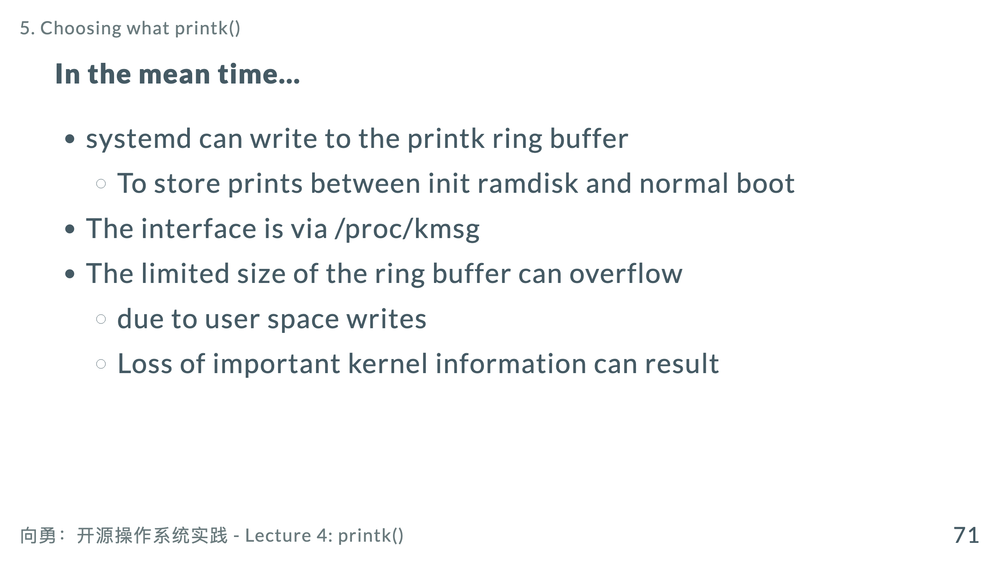 5. Choosing what printk()
In the mean time...
• systemd can write to the printk ring buffer
○ To store prints between init ramdisk and normal boot
• The interface is via /proc/kmsg
• The limited size of the ring buffer can overflow
○ due to user space writes
○ Loss of important kernel information can result
向勇：开源操作系统实践 - Lecture 4: printk()
71